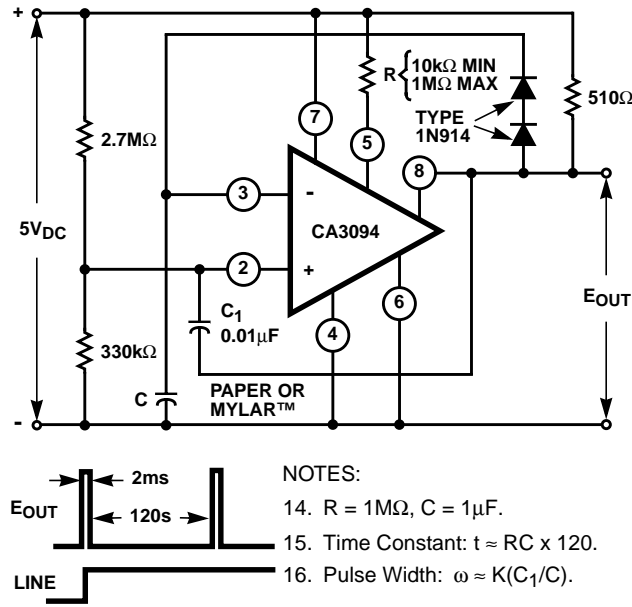 +
R { 10kΩ MIN
1MΩ MAX
510Ω
TYPE
1N914
7
5
2.7MΩ
8
3
-
CA3094
5VDC
2
+
6
EOUT
C1
0.01µF
4
330kΩ
C
PAPER OR
MYLAR™
-
2ms
EOUT
120s
LINE
NOTES:
14. R = 1MΩ, C = 1µF.
15. Time Constant: t ≈ RC x 120.
16. Pulse Width: ω ≈ K(C1/C).